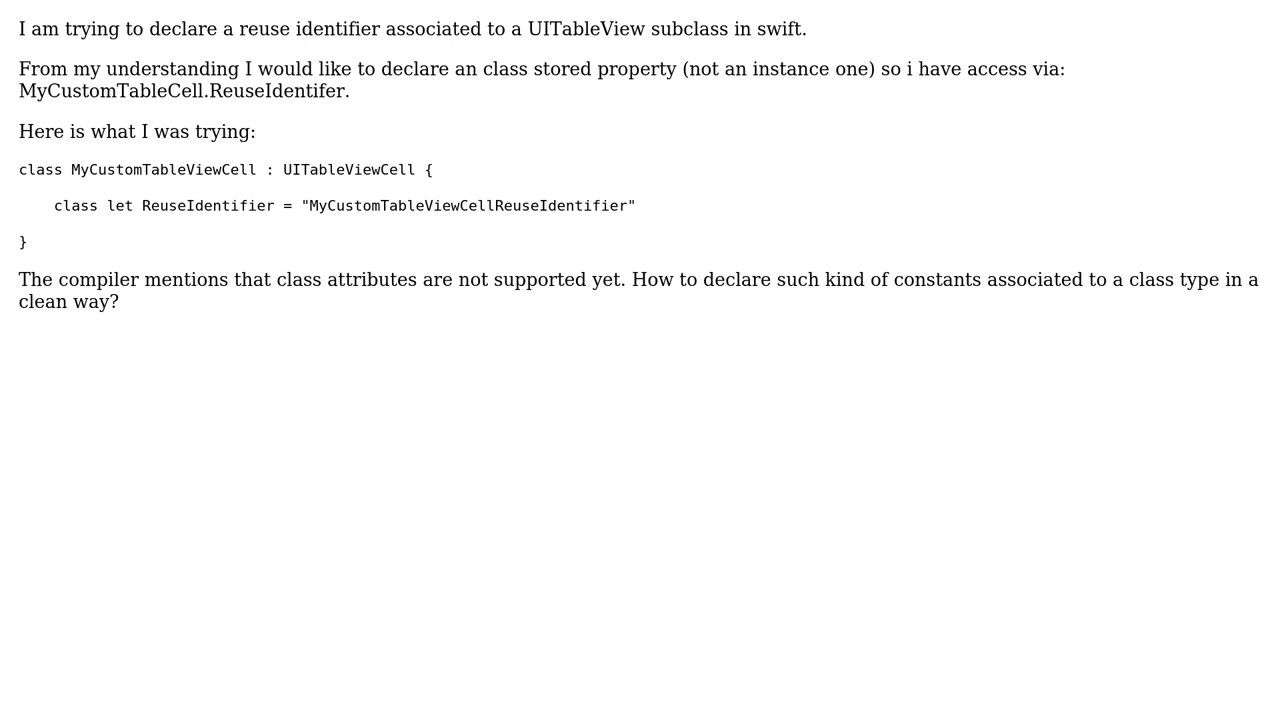 I am trying to declare a reuse identifier associated to a UITableView subclass in swift.
From my understanding I would like to declare an class stored property (not an instance one) so i have access via:
MyCustomTableCell.ReuseIdentifer.
Here is what I was trying:
class MyCustomTableViewCell : UITableViewCell {
    class let ReuseIdentifier = "MyCustomTableViewCellReuseIdentifier"
}
The compiler mentions that class attributes are not supported yet. How to declare such kind of constants associated to a class type in a
clean way?